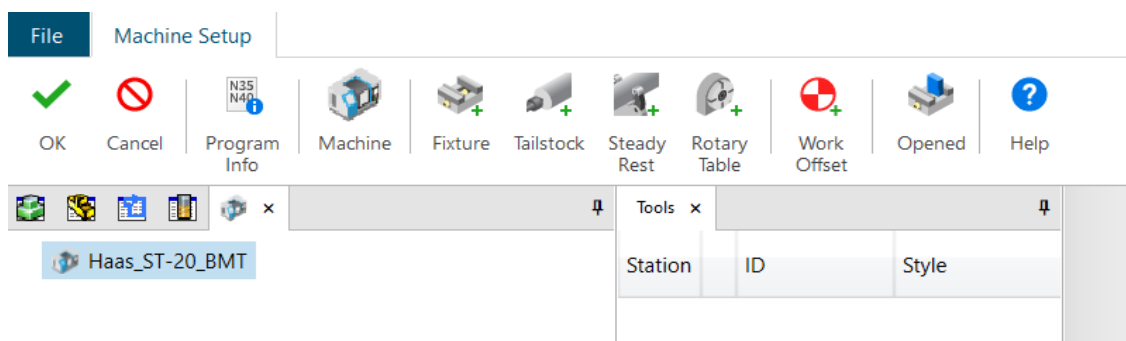 File Machine Setup
N35
N40
OK Cancel Program Info Machine Fixture Tailstock Steady Rest Rotary Table Work Offset Opened Help
Haas_ST-20_BMT
Tools
Station ID Style